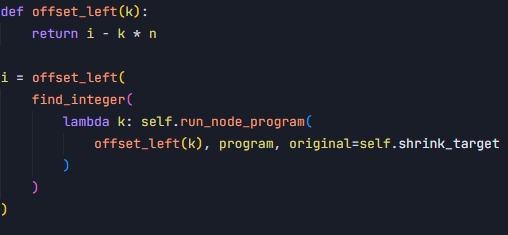 def offset_left(k):
    return i - k * n

i = offset_left(
    find_integer(
        lambda k: self.run_node_program(
            offset_left(k), program, original=self.shrink_target
        )
    )
)